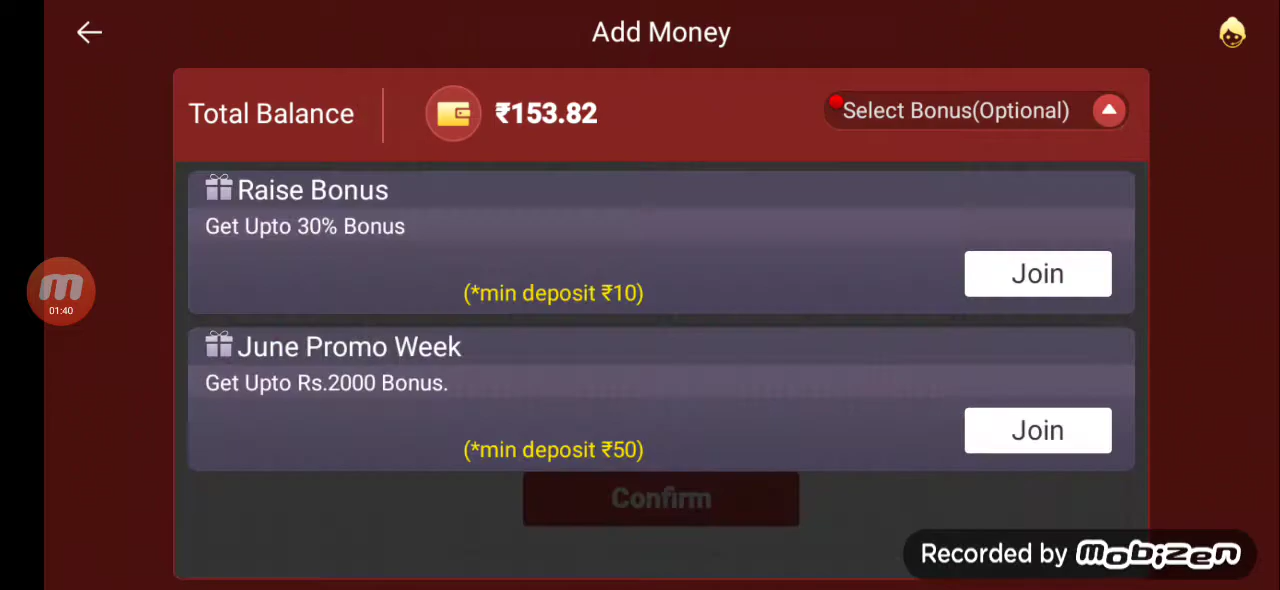 Add Money
Total Balance
₹153.82
Select Bonus(Optional)
Raise Bonus
Get Upto 30% Bonus
Join
(*min deposit ₹10)
June Promo Week
Get Upto Rs.2000 Bonus.
Join
(*min deposit ₹50)
Confirm
m
01:40
Recorded by mobizen